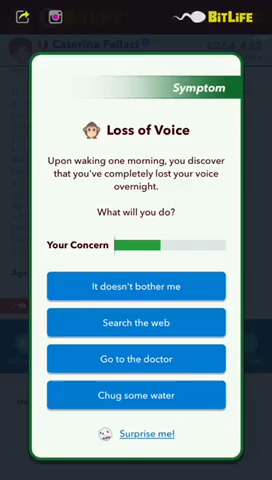 BitLife
Caterina Fallaci
Symptom
Loss of Voice
Upon waking one morning, you discover
that you've completely lost your voice
overnight.
What will you do?
Your Concern
It doesn't bother me
Search the web
Go to the doctor
Chug some water
Surprise me!